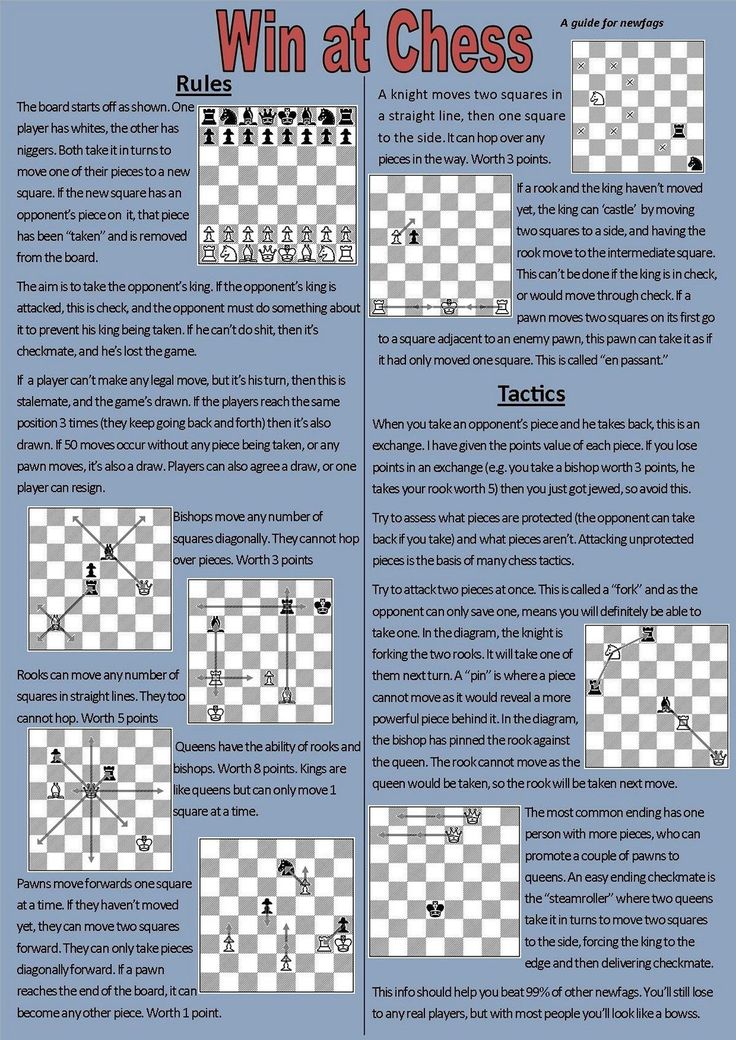 Win at Chess
A guide for newfags
Rules
The board starts off as shown. One
player has whites, the other has
niggers. Both take it in turns to
move one of their pieces to a new
square. If the new square has an
opponent's piece on it, that piece
has been "taken" and is removed
from the board.
The aim is to take the opponent's king. If the opponent's king is
attacked, this is check, and the opponent must do something about
it to prevent his king being taken. If he can't do shit, then it's
checkmate, and he's lost the game.
If a player can't make any legal move, but it's his turn, then this is
stalemate, and the game's drawn. If the players reach the same
position 3 times (they keep going back and forth) then it's also
drawn. If 50 moves occur without any piece being taken, or any
pawn moves, it's also a draw. Players can also agree a draw, or one
player can resign.
Bishops move any number of
squares diagonally. They cannot hop
over pieces. Worth 3 points
Rooks can move any number of
squares in straight lines. They too
cannot hop. Worth 5 points
Queens have the ability of rooks and
bishops. Worth 8 points. Kings are
like queens but can only move 1
square at a time.
Pawns move forwards one square
at a time. If they haven't moved
yet, they can move two squares
forward. They can only take pieces
diagonally forward. If a pawn
reaches the end of the board, it can
become any other piece. Worth 1 point.
A knight moves two squares in
a straight line, then one square
to the side. It can hop over any
pieces in the way. Worth 3 points.
If a rook and the king haven't moved
yet, the king can 'castle' by moving
two squares to a side, and having the
rook move to the intermediate square.
This can't be done if the king is in check,
or would move through check. If a
pawn moves two squares on its first go
to a square adjacent to an enemy pawn, this pawn can take it as if
it had only moved one square. This is called "en passant."
Tactics
When you take an opponent's piece and he takes back, this is an
exchange. I have given the points value of each piece. If you lose
points in an exchange (e.g. you take a bishop worth 3 points, he
takes your rook worth 5) then you just got jewed, so avoid this.
Try to assess what pieces are protected (the opponent can take
back if you take) and what pieces aren't. Attacking unprotected
pieces is the basis of many chess tactics.
Try to attack two pieces at once. This is called a "fork" and as the
opponent can only save one, means you will definitely be able to
take one. In the diagram, the knight is
forking the two rooks. It will take one of
them next turn. A "pin" is where a piece
cannot move as it would reveal a more
powerful piece behind it. In the diagram,
the bishop has pinned the rook against
the queen. The rook cannot move as the
queen would be taken, so the rook will be taken next move.
The most common ending has one
person with more pieces, who can
promote a couple of pawns to
queens. An easy ending checkmate is
the "steamroller" where two queens
take it in turns to move two squares
to the side, forcing the king to the
edge and then delivering checkmate.
This info should help you beat 99% of other newfags. You'll still lose
to any real players, but with most people you'll look like a bowss.